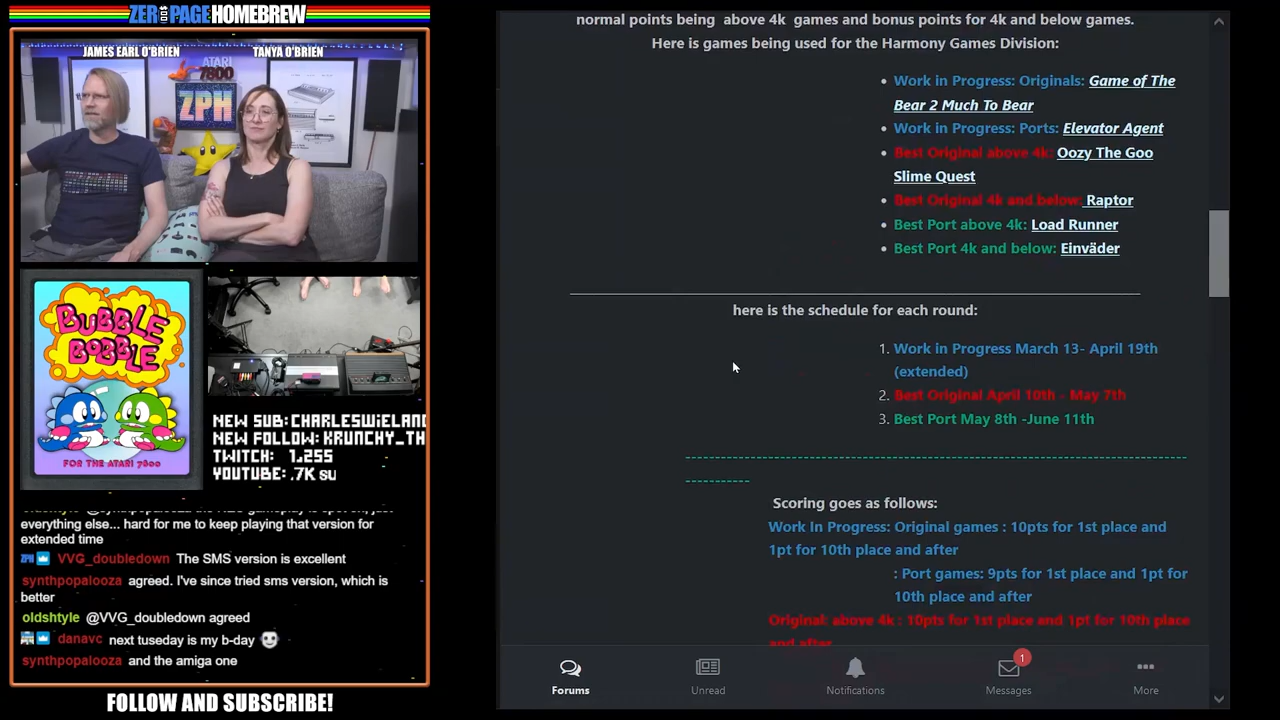 ZEROPAGE HOMEBREW
JAMES EARL O'BRIEN
TANYA O'BRIEN
ATARI
7800
ZPH
BUBBLE
BOBBLE
FOR THE ATARI 7800
NEW SUB: CHARLESWIELAND
NEW FOLLOW: KRUNCHY_TH
TWITCH: 1,255
YOUTUBE: .7K su
everything else... hard for me to keep playing that version for
extended time
ZPH VVG_doubledown The SMS version is excellent
synthpopalooza agreed. I've since tried sms version, which is
better
oldshtyle @VVG_doubledown agreed
danavc next tuseday is my b-day
synthpopalooza and the amiga one
FOLLOW AND SUBSCRIBE!
normal points being above 4k games and bonus points for 4k and below games.
Here is games being used for the Harmony Games Division:
• Work in Progress: Originals: Game of The
Bear 2 Much To Bear
• Work in Progress: Ports: Elevator Agent
• Best Original above 4k: Oozy The Goo
Slime Quest
• Best Original 4k and below: Raptor
• Best Port above 4k: Load Runner
• Best Port 4k and below: Einväder
here is the schedule for each round:
1. Work in Progress March 13- April 19th
(extended)
2. Best Original April 10th - May 7th
3. Best Port May 8th -June 11th
Scoring goes as follows:
Work In Progress: Original games : 10pts for 1st place and
1pt for 10th place and after
: Port games: 9pts for 1st place and 1pt for
10th place and after
Original: above 4k : 10pts for 1st place and 1pt for 10th place
and after
Forums
Unread
Notifications
1
Messages
More